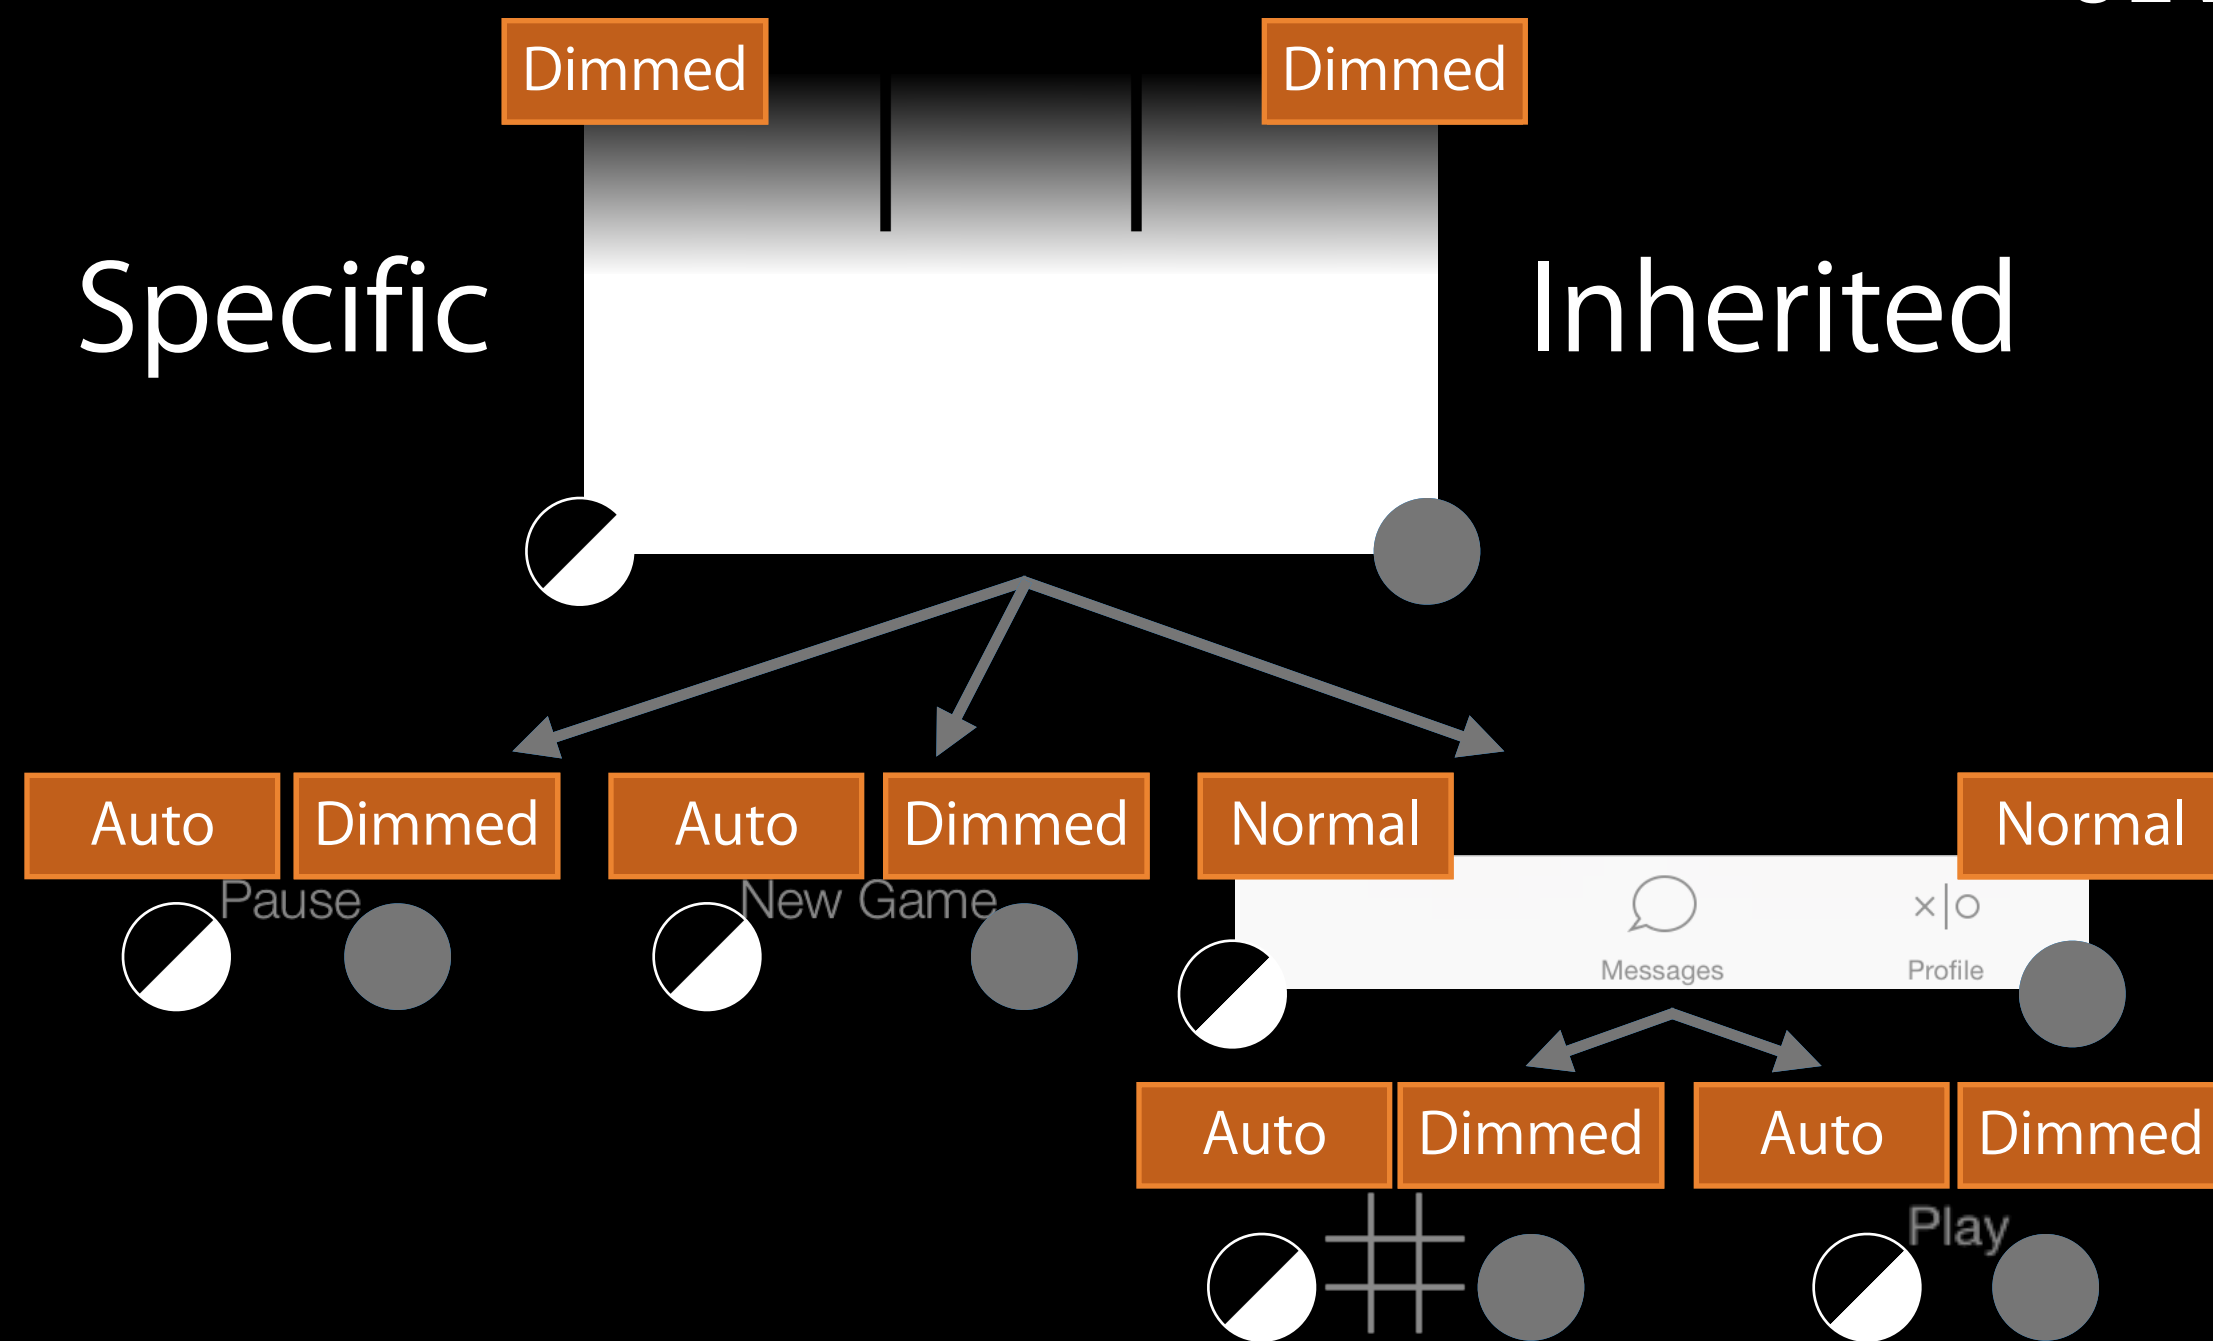 Dimmed
Dimmed
Specific
Inherited
Auto
Dimmed
Auto
Dimmed
Normal
Normal
Pause
New Game
Messages
Profile
Auto
Dimmed
Auto
Dimmed
Play